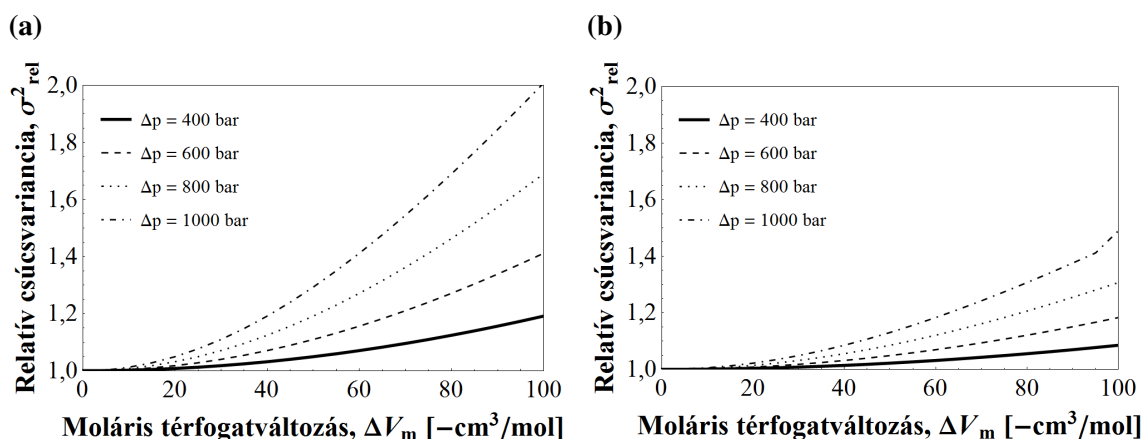 (a)
Relatív csúcsvariancia, σ²rel
2,0
1,8
1,6
1,4
1,2
1,0
Δp = 400 bar
Δp = 600 bar
Δp = 800 bar
Δp = 1000 bar
0 20 40 60 80 100
Moláris térfogatváltozás, ΔVm [−cm³/mol]
(b)
Relatív csúcsvariancia, σ²rel
2,0
1,8
1,6
1,4
1,2
1,0
Δp = 400 bar
Δp = 600 bar
Δp = 800 bar
Δp = 1000 bar
0 20 40 60 80 100
Moláris térfogatváltozás, ΔVm [−cm³/mol]